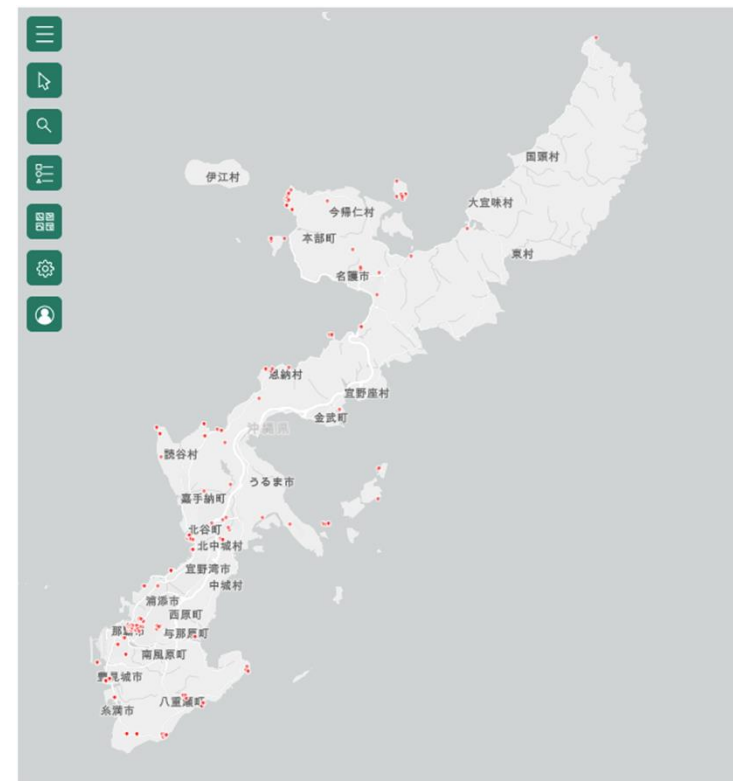 国頭村
伊江村
大宜味村
今帰仁村
本部町
東村
名護市
恩納村
宜野座村
金武町
沖縄県
読谷村
うるま市
嘉手納町
北谷町
北中城村
宜野湾市
中城村
浦添市
西原町
那覇市
与那原町
南風原町
豊見城市
八重瀬町
糸満市